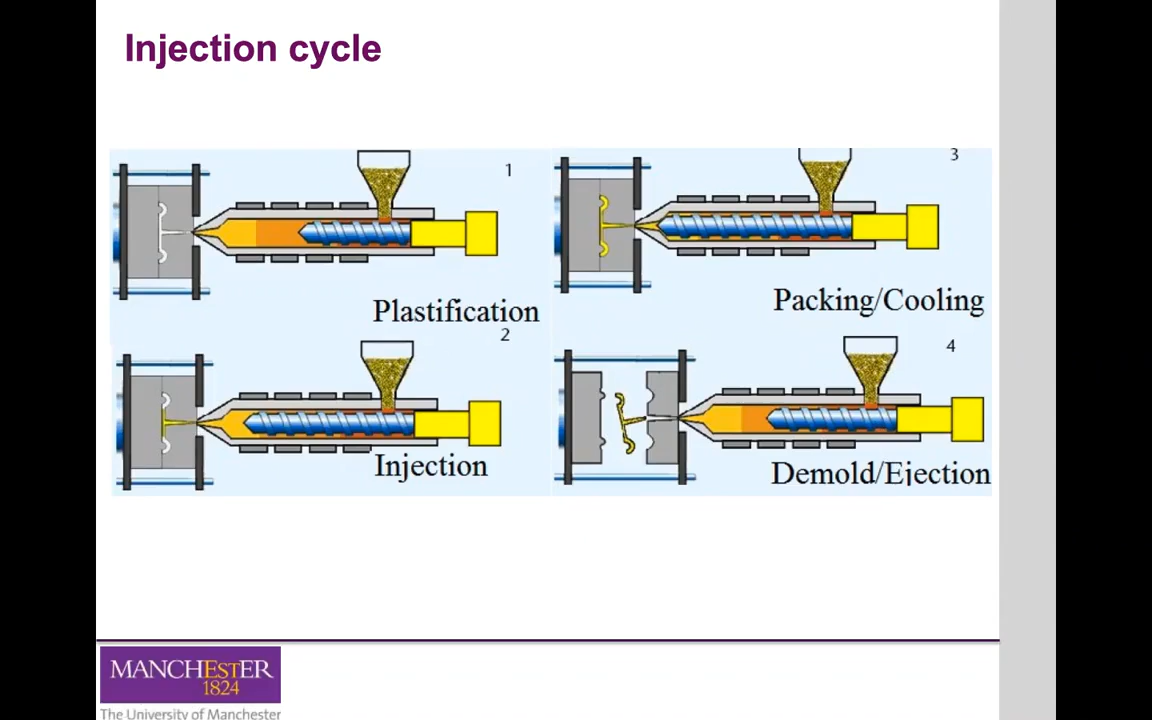 Injection cycle
1
Plastification
2
Injection
3
Packing/Cooling
4
Demold/Ejection
MANCHESTER
1824
The University of Manchester